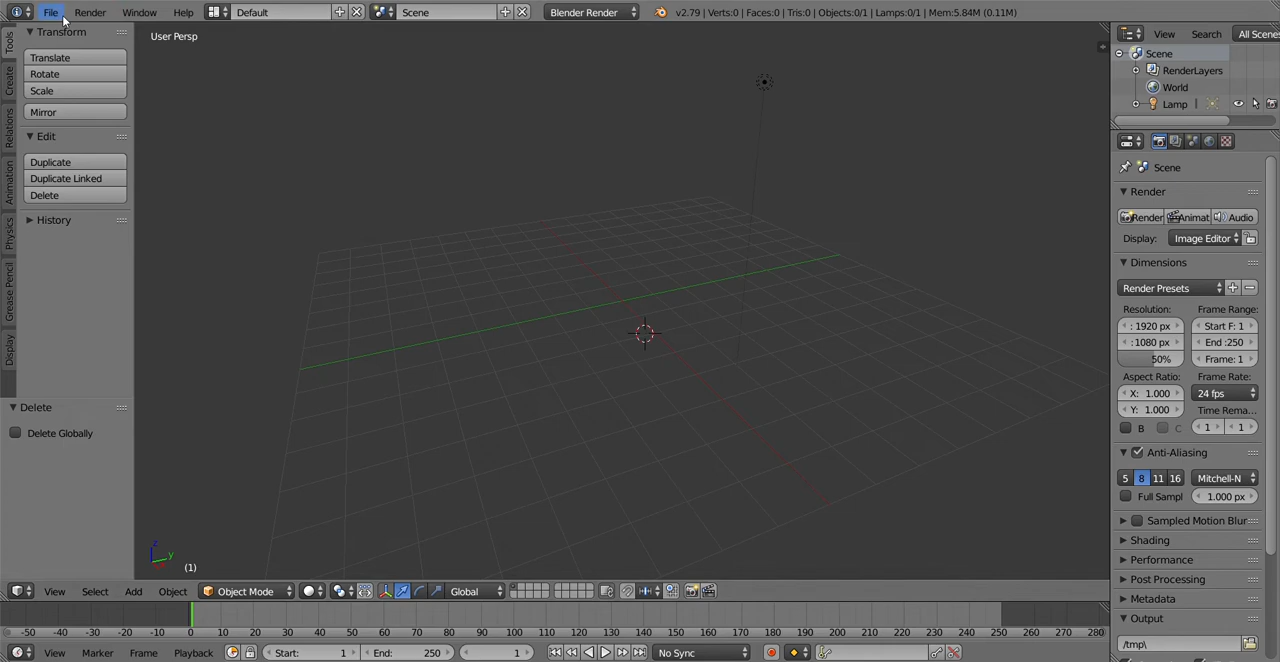 File Render Window Help Default Scene Blender Render v2.79 | Verts:0 | Faces:0 | Tris:0 | Objects:0/1 | Lamps:0/1 | Mem:5.84M (0.11M)
Tools
Create
Relations
Animation
Physics
Grease Pencil
Display
Transform
Translate
Rotate
Scale
Mirror
Edit
Duplicate
Duplicate Linked
Delete
History
Delete
Delete Globally
User Persp
z
y
(1)
View Search All Scenes
Scene
RenderLayers
World
Lamp
Scene
Render
Render Animat Audio
Display: Image Editor
Dimensions
Render Presets
Resolution: Frame Range:
: 1920 px Start F: 1
: 1080 px End :250
50% Frame: 1
Aspect Ratio: Frame Rate:
X: 1.000 24 fps
Y: 1.000 Time Rema...
B C 1 1
Anti-Aliasing
5 8 11 16 Mitchell-N
Full Sampl 1.000 px
Sampled Motion Blur
Shading
Performance
Post Processing
Metadata
Output
/tmp\
View Select Add Object Object Mode Global
-50 -40 -30 -20 -10 0 10 20 30 40 50 60 70 80 90 100 110 120 130 140 150 160 170 180 190 200 210 220 230 240 250 260 270 280
View Marker Frame Playback Start: 1 End: 250 1 No Sync